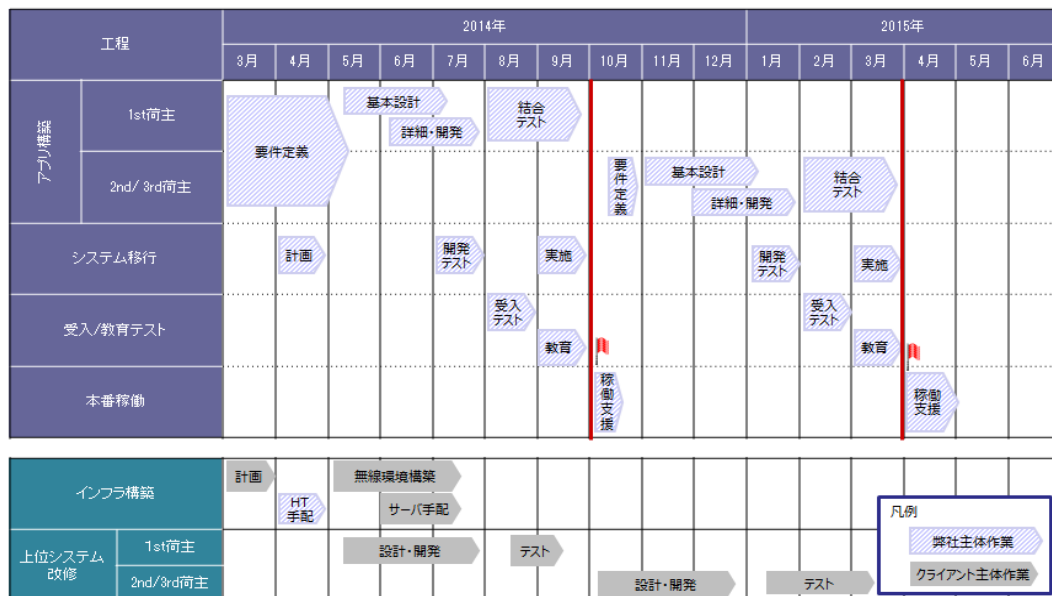 工程
2014年
2015年
3月 4月 5月 6月 7月 8月 9月 10月 11月 12月 1月 2月 3月 4月 5月 6月
アプリ構築
1st荷主
要件定義
基本設計
詳細・開発
結合
テスト
2nd/3rd荷主
要件定義
基本設計
詳細・開発
結合
テスト
システム移行
計画
開発
テスト
実施
開発
テスト
実施
受入/教育テスト
受入
テスト
教育
受入
テスト
教育
本番稼働
稼働支援
稼働
支援
インフラ構築
計画
HT
手配
無線環境構築
サーバ手配
上位システム
改修
1st荷主
設計・開発
テスト
2nd/3rd荷主
設計・開発
テスト
凡例
弊社主体作業
クライアント主体作業